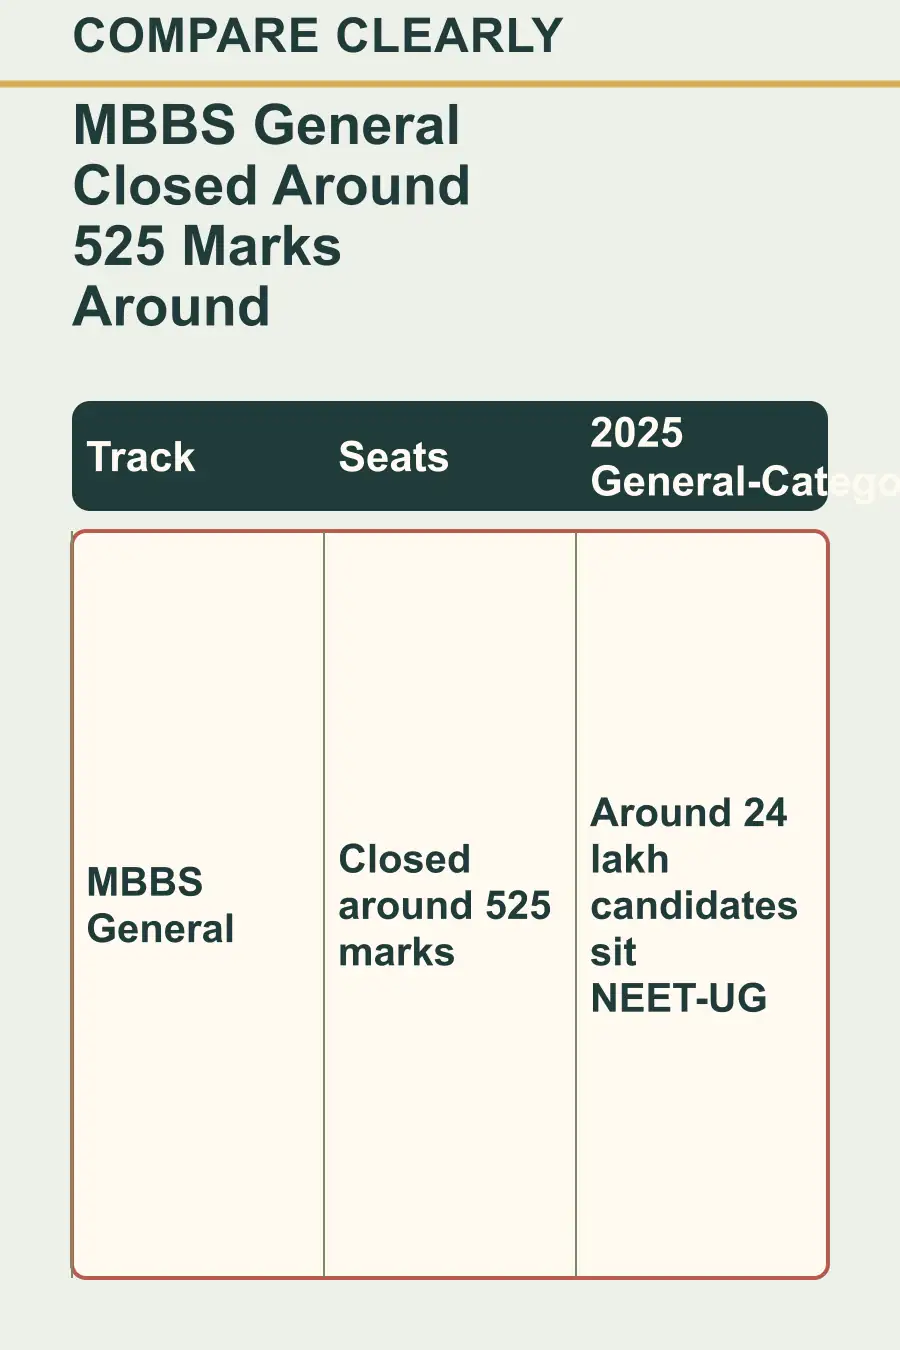 COMPARE CLEARLY
MBBS General
Closed Around
525 Marks
Around
Track
Seats
2025
General-Catego
MBBS
General
Closed
around 525
marks
Around 24
lakh
candidates
sit
NEET-UG